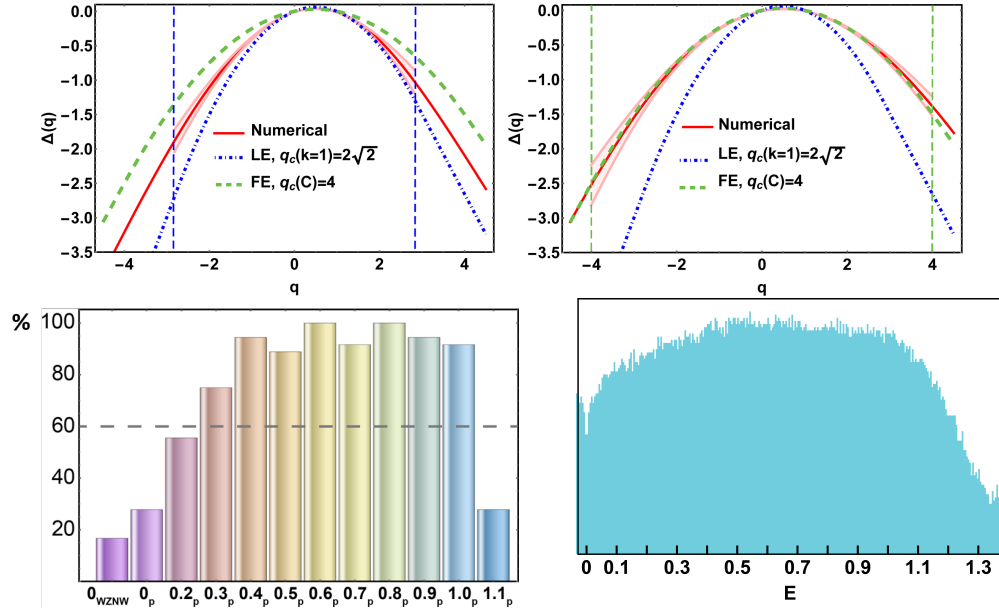 0.0
−0.5
−1.0
−1.5
−2.0
−2.5
−3.0
−3.5
Δ(q)
Numerical
LE, q_c(k=1)=2√2
FE, q_c(C)=4
−4 −2 0 2 4
q
0.0
−0.5
−1.0
−1.5
−2.0
−2.5
−3.0
−3.5
Δ(q)
Numerical
LE, q_c(k=1)=2√2
FE, q_c(C)=4
−4 −2 0 2 4
q
%
100
80
60
40
20
0_WZNW 0_p 0.2_p 0.3_p 0.4_p 0.5_p 0.6_p 0.7_p 0.8_p 0.9_p 1.0_p 1.1_p
0 0.1 0.3 0.5 0.7 0.9 1.1 1.3
E